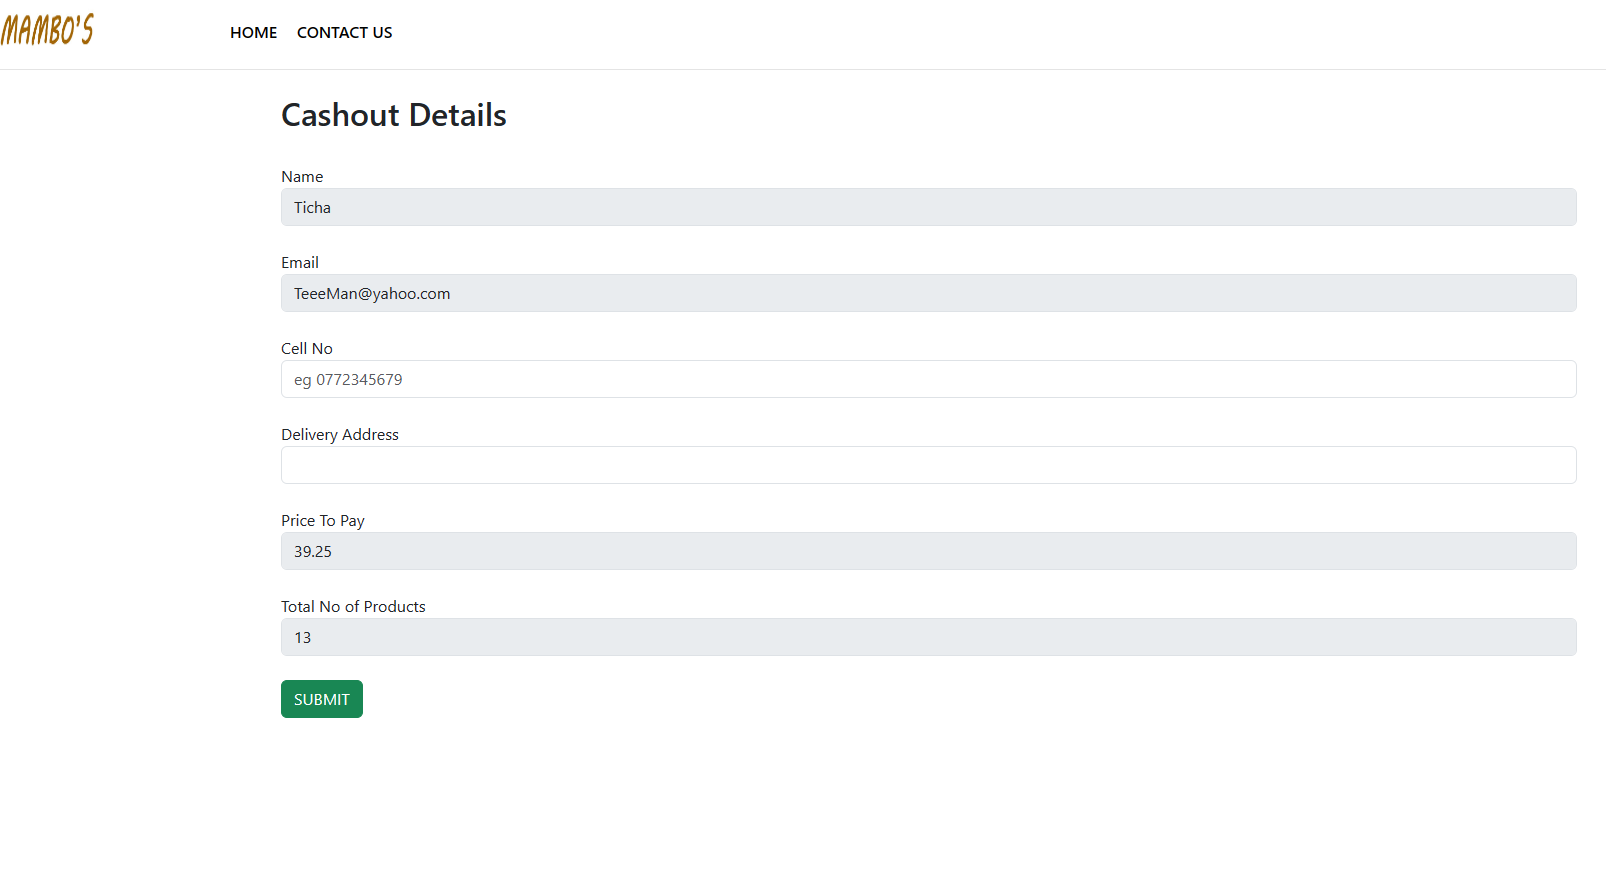 MAMBO'S
HOME CONTACT US
Cashout Details
Name
Ticha
Email
TeeeMan@yahoo.com
Cell No
eg 0772345679
Delivery Address
Price To Pay
39.25
Total No of Products
13
SUBMIT